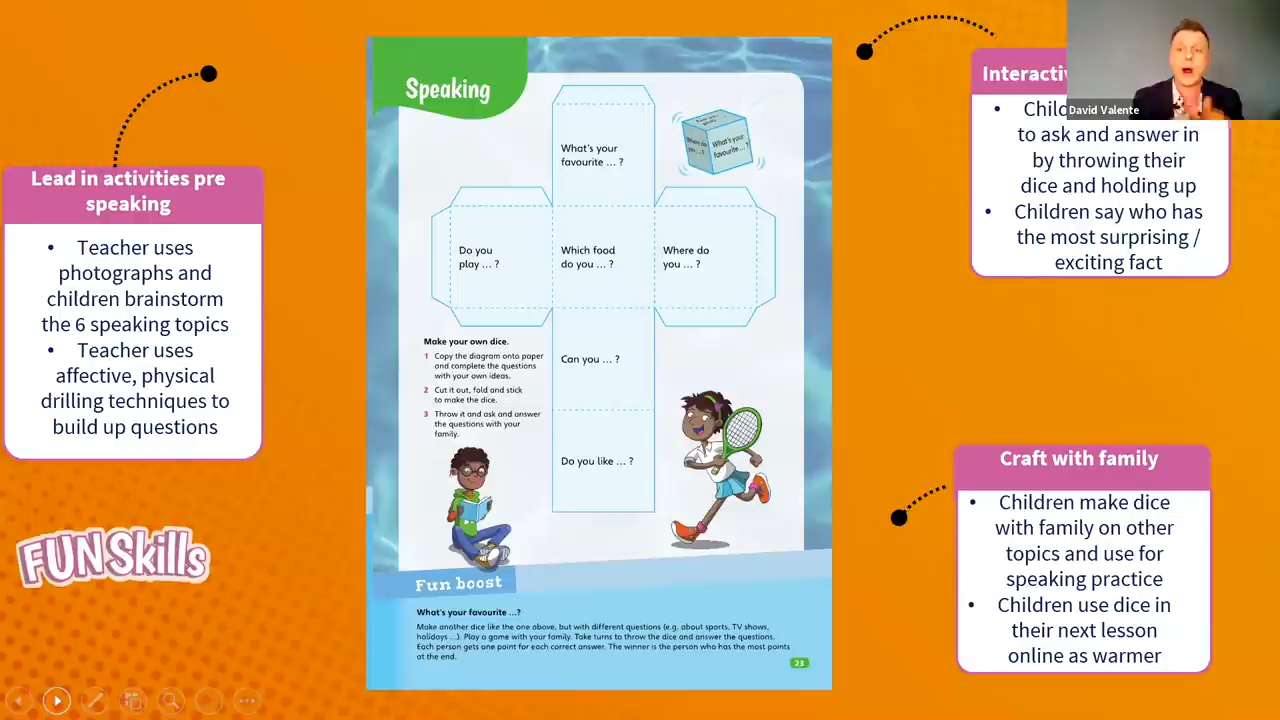 Lead in activities pre
speaking
• Teacher uses
photographs and
children brainstorm
the 6 speaking topics
• Teacher uses
affective, physical
drilling techniques to
build up questions
FUN Skills
Speaking
What's your
favourite ... ?
What's your
favourite ... ?
Do you
play ... ?
Which food
do you ... ?
Where do
you ... ?
Can you ... ?
Do you like ... ?
Make your own dice.
1 Copy the diagram onto paper
and complete the questions
with your own ideas.
2 Cut it out, fold and stick
to make the dice.
3 Throw it and ask and answer
the questions with your
family.
Fun boost
What's your favourite ...?
Make another dice like the one above, but with different questions (e.g. about sports, TV shows,
holidays ...). Play a game with your family. Take turns to throw the dice and answer the questions.
Each person gets one point for each correct answer. The winner is the person who has the most points
at the end.
23
David Valente
to ask and answer in
by throwing their
dice and holding up
• Children say who has
the most surprising /
exciting fact
Craft with family
• Children make dice
with family on other
topics and use for
speaking practice
• Children use dice in
their next lesson
online as warmer